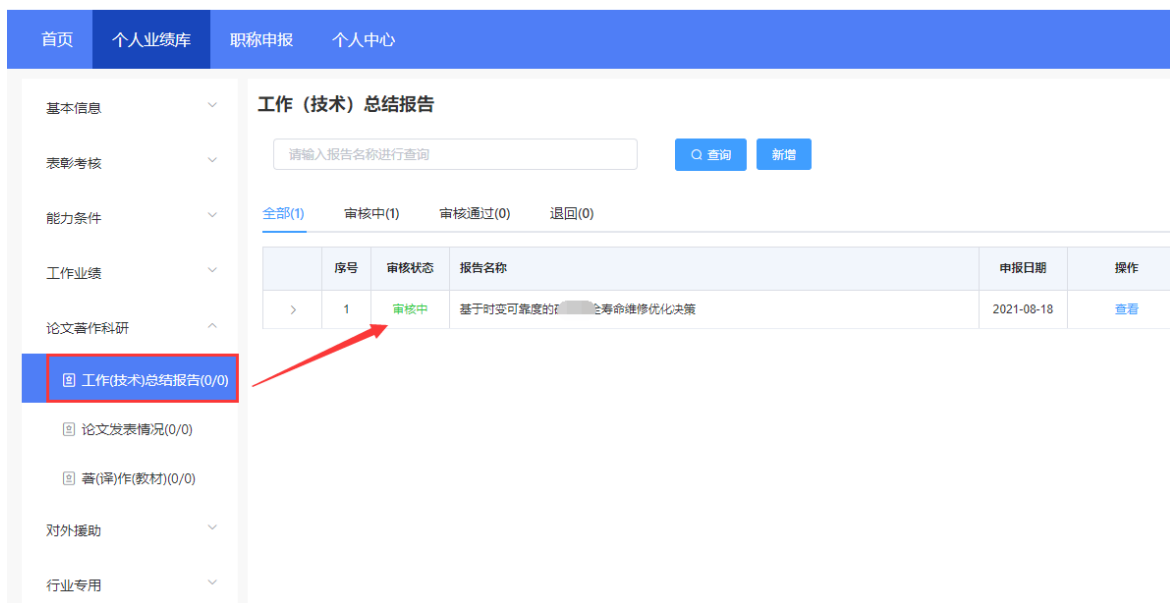 首页 个人业绩库 职称申报 个人中心
基本信息
表彰考核
能力条件
工作业绩
论文著作科研
工作(技术)总结报告(0/0)
论文发表情况(0/0)
著(译)作(教材)(0/0)
对外援助
行业专用
工作（技术）总结报告
请输入报告名称进行查询 查询 新增
全部(1) 审核中(1) 审核通过(0) 退回(0)
序号 审核状态 报告名称 申报日期 操作
1 审核中 基于时变可靠度的 全寿命维修优化决策 2021-08-18 查看